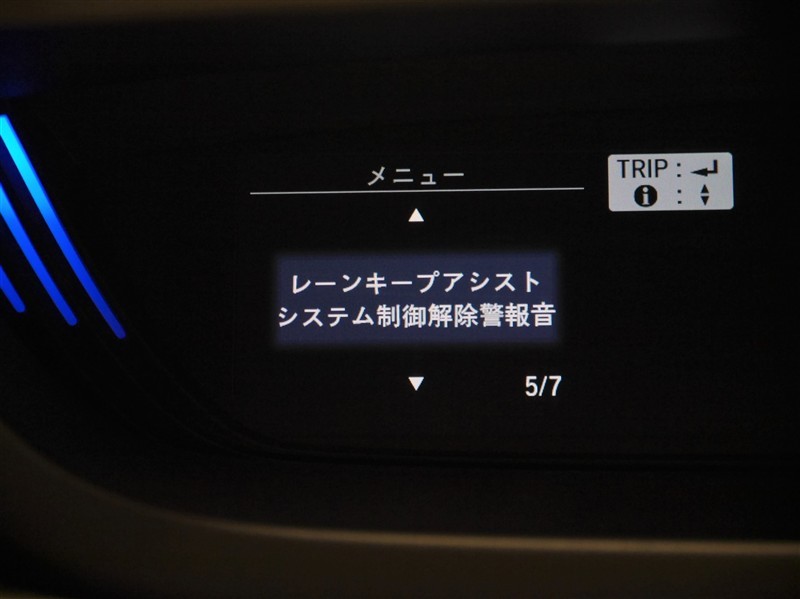 メニュー
TRIP : ↲
i : ♦
▲
レーンキープアシスト
システム制御解除警報音
▼
5/7